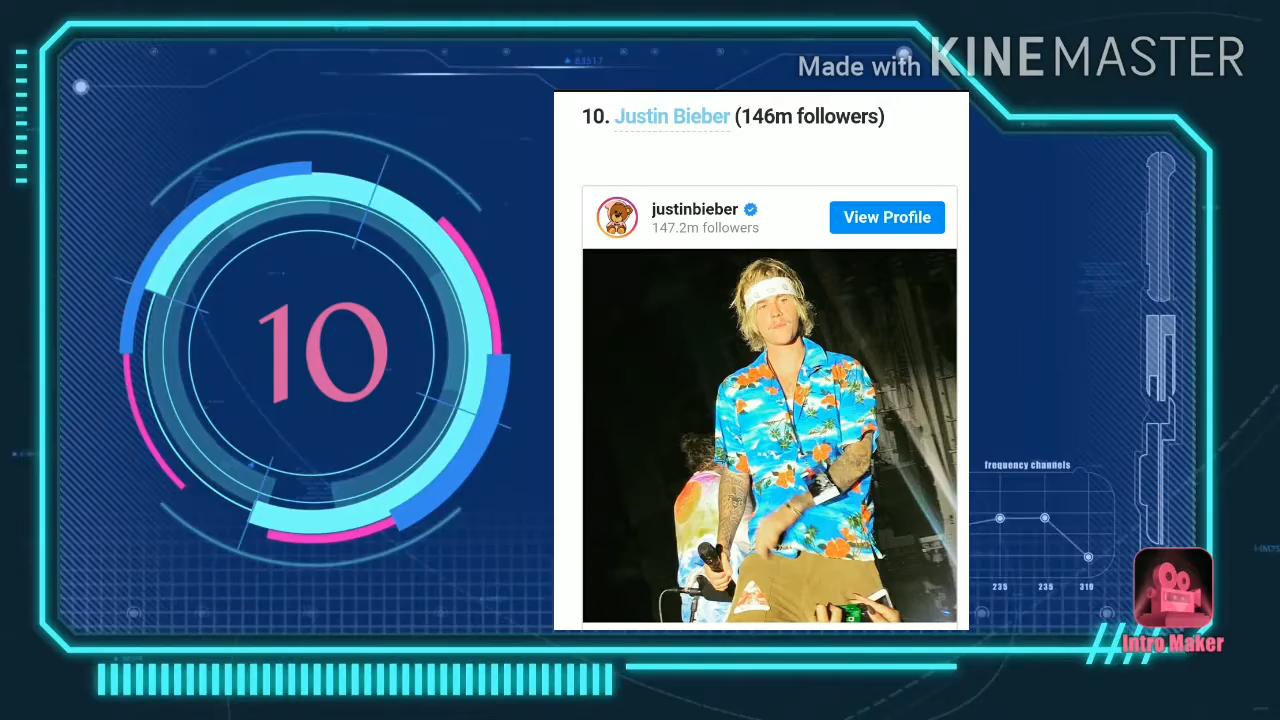 Made with KINEMASTER
10. Justin Bieber (146m followers)
justinbieber
147.2m followers
View Profile
10
frequency channels
235 235 310
Intro Maker